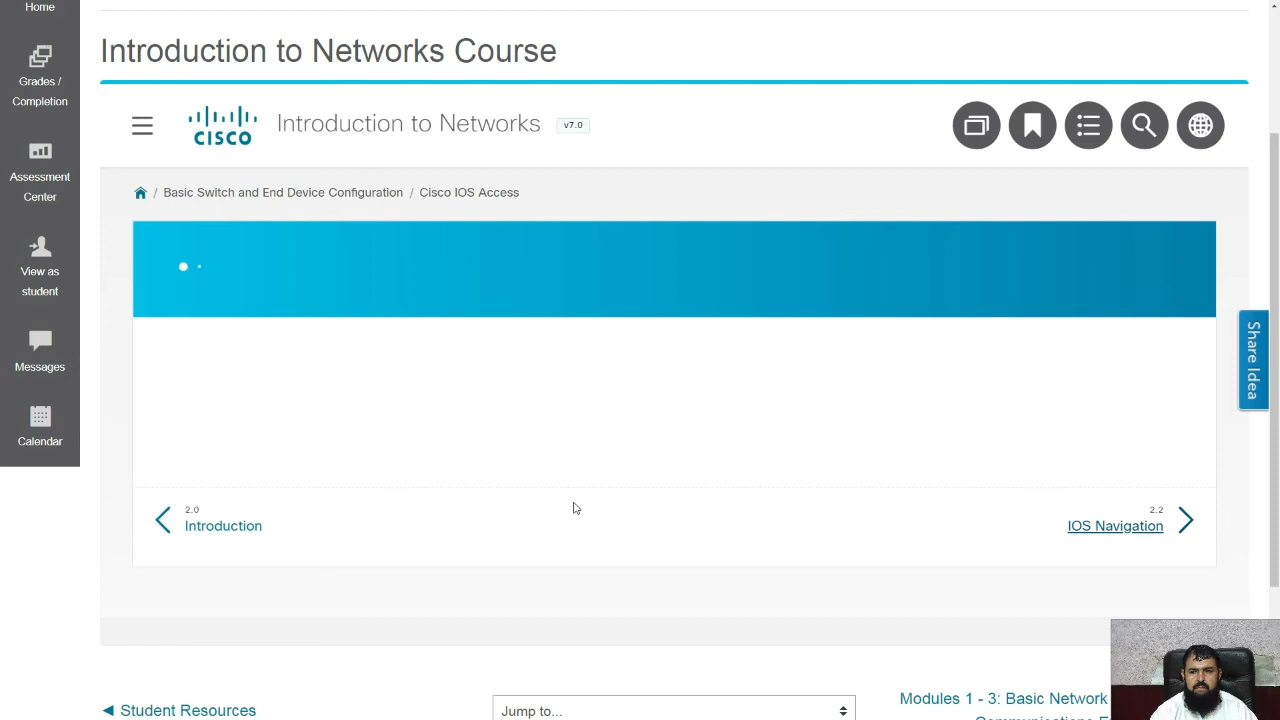 Home
Grades /
Completion
Assessment
Center
View as
student
Messages
Calendar
Introduction to Networks Course
CISCO
Introduction to Networks
v7.0
/ Basic Switch and End Device Configuration / Cisco IOS Access
Share Idea
2.0
Introduction
2.2
IOS Navigation
◄ Student Resources
Jump to...
Modules 1 - 3: Basic Network